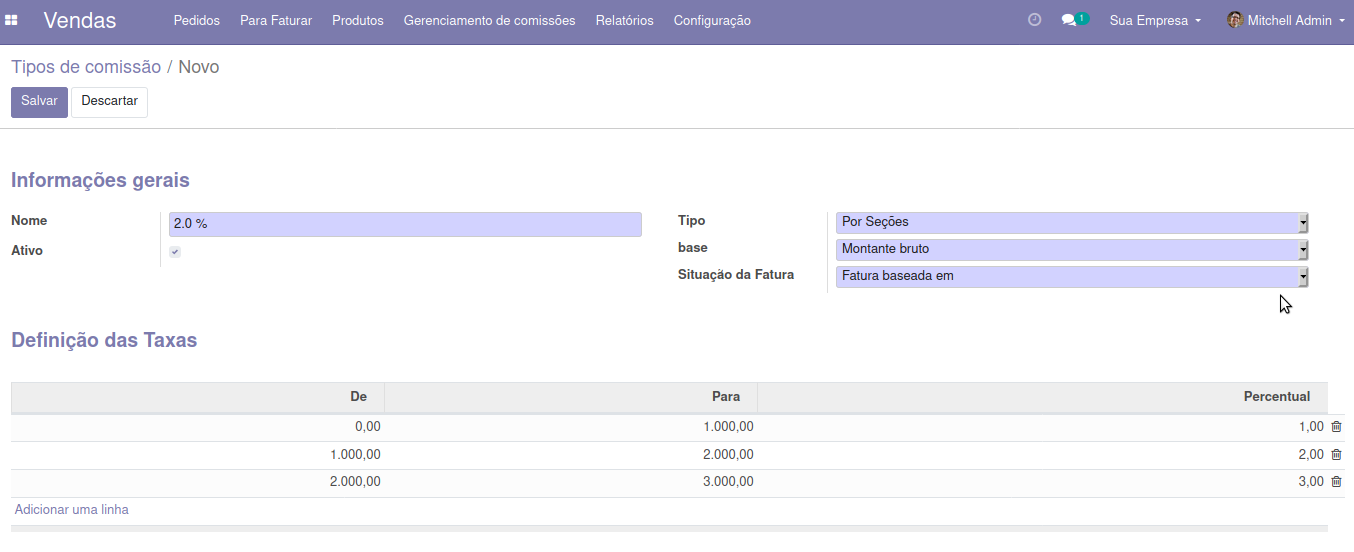 Vendas Pedidos Para Faturar Produtos Gerenciamento de comissões Relatórios Configuração 1 Sua Empresa Mitchell Admin
Tipos de comissão / Novo
Salvar Descartar
Informações gerais
Nome 2.0 %
Ativo
Tipo Por Seções
base Montante bruto
Situação da Fatura Fatura baseada em
Definição das Taxas
De Para Percentual
0,00 1.000,00 1,00
1.000,00 2.000,00 2,00
2.000,00 3.000,00 3,00
Adicionar uma linha